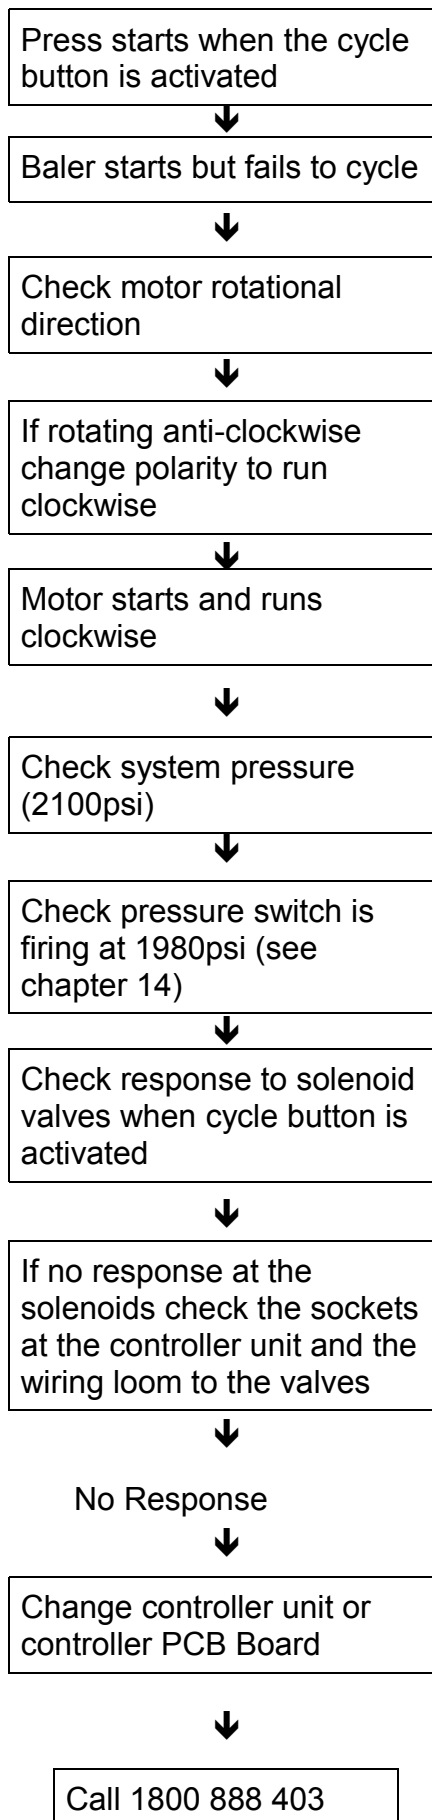 Press starts when the cycle
button is activated
Baler starts but fails to cycle
Check motor rotational
direction
If rotating anti-clockwise
change polarity to run
clockwise
Motor starts and runs
clockwise
Check system pressure
(2100psi)
Check pressure switch is
firing at 1980psi (see
chapter 14)
Check response to solenoid
valves when cycle button is
activated
If no response at the
solenoids check the sockets
at the controller unit and the
wiring loom to the valves
No Response
Change controller unit or
controller PCB Board
Call 1800 888 403